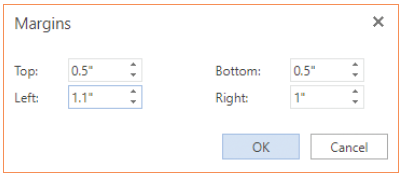 Margins
Top: 0.5" Bottom: 0.5"
Left: 1.1" Right: 1"
OK Cancel